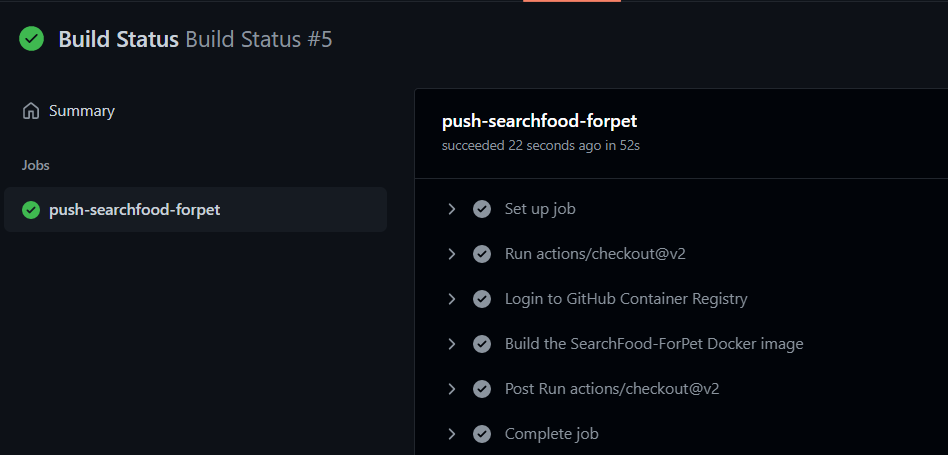 Build Status Build Status #5
Summary
Jobs
push-searchfood-forpet
push-searchfood-forpet
succeeded 22 seconds ago in 52s
Set up job
Run actions/checkout@v2
Login to GitHub Container Registry
Build the SearchFood-ForPet Docker image
Post Run actions/checkout@v2
Complete job